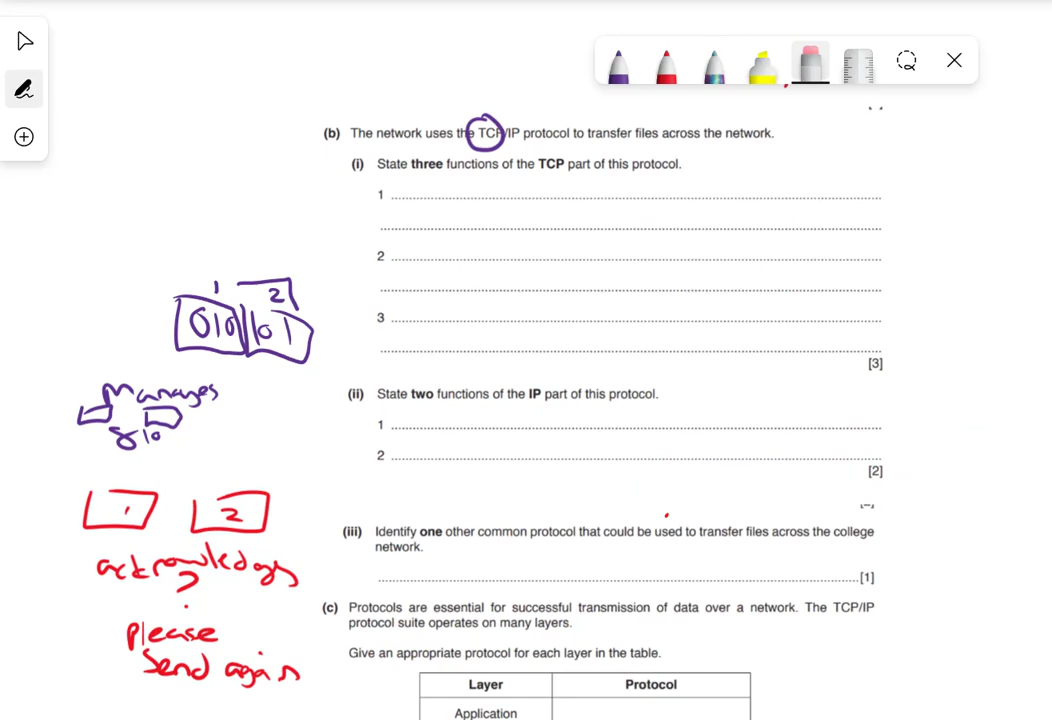 (b) The network uses the TCP/IP protocol to transfer files across the network.
(i) State three functions of the TCP part of this protocol.
1
2
3
[3]
(ii) State two functions of the IP part of this protocol.
1
2
[2]
(iii) Identify one other common protocol that could be used to transfer files across the college
network.
[1]
(c) Protocols are essential for successful transmission of data over a network. The TCP/IP
protocol suite operates on many layers.
Give an appropriate protocol for each layer in the table.
Layer Protocol
Application
1 2
010 101
Manages
810
1 2
acknowledges
?
please
send again